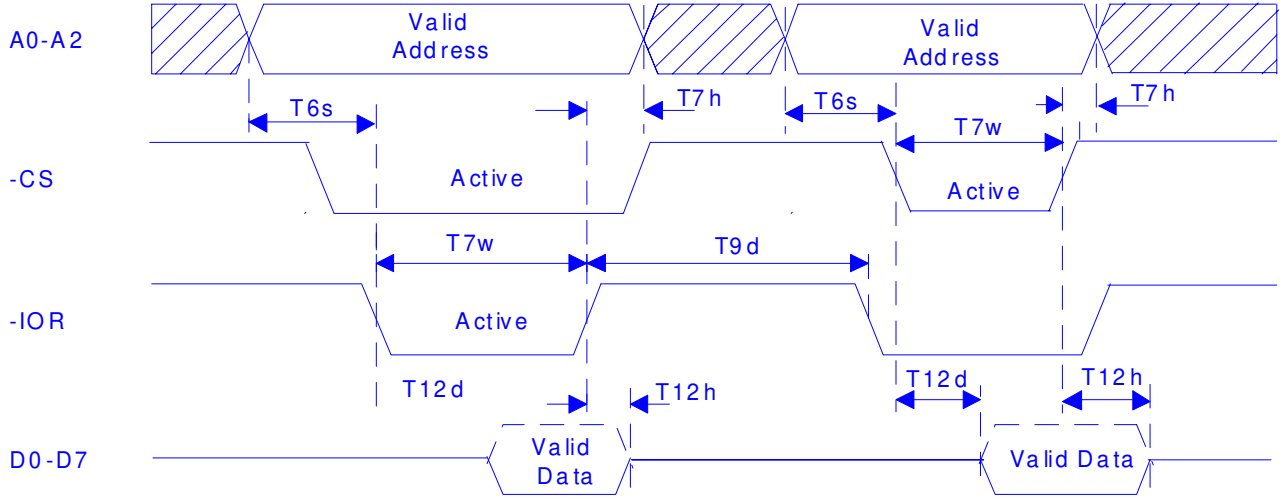 A0-A2
Valid
Address
Valid
Address
T6s
T7h
T6s
T7h
T7w
-CS
Active
Active
T7w
T9d
-IOR
Active
T12d
T12h
T12d
T12h
D0-D7
Valid
Data
Valid Data